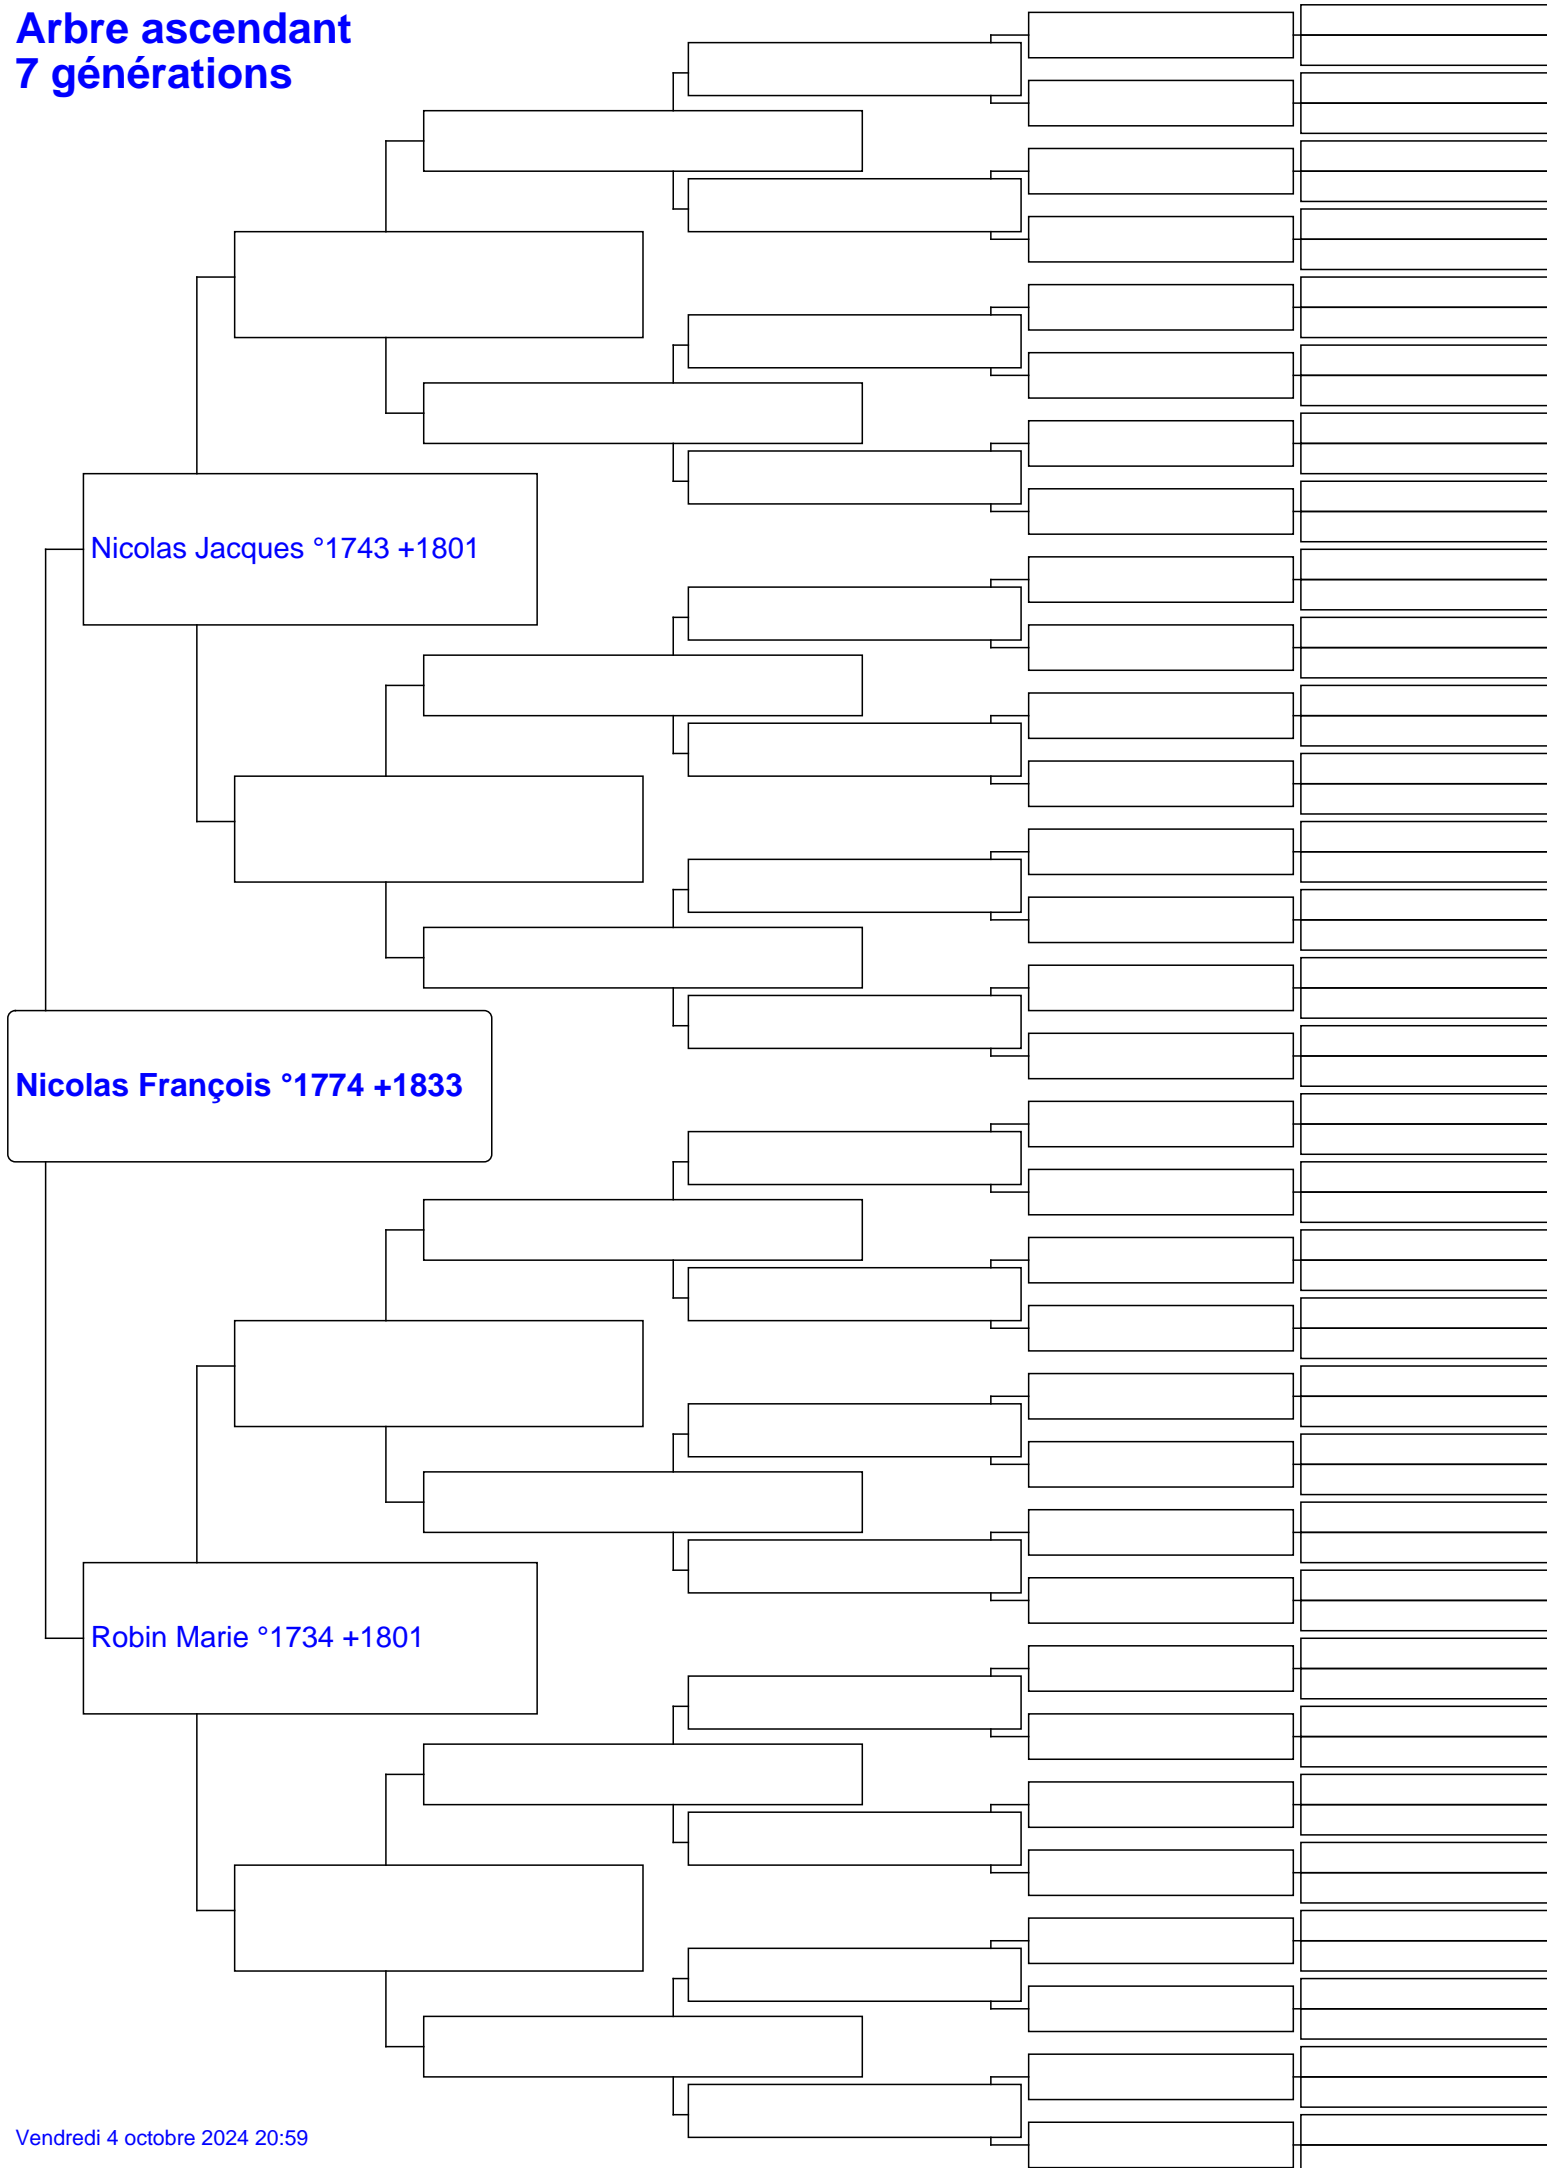 Arbre ascendant
7 générations
Nicolas Jacques °1743 +1801
Nicolas François °1774 +1833
Robin Marie °1734 +1801
Vendredi 4 octobre 2024 20:59